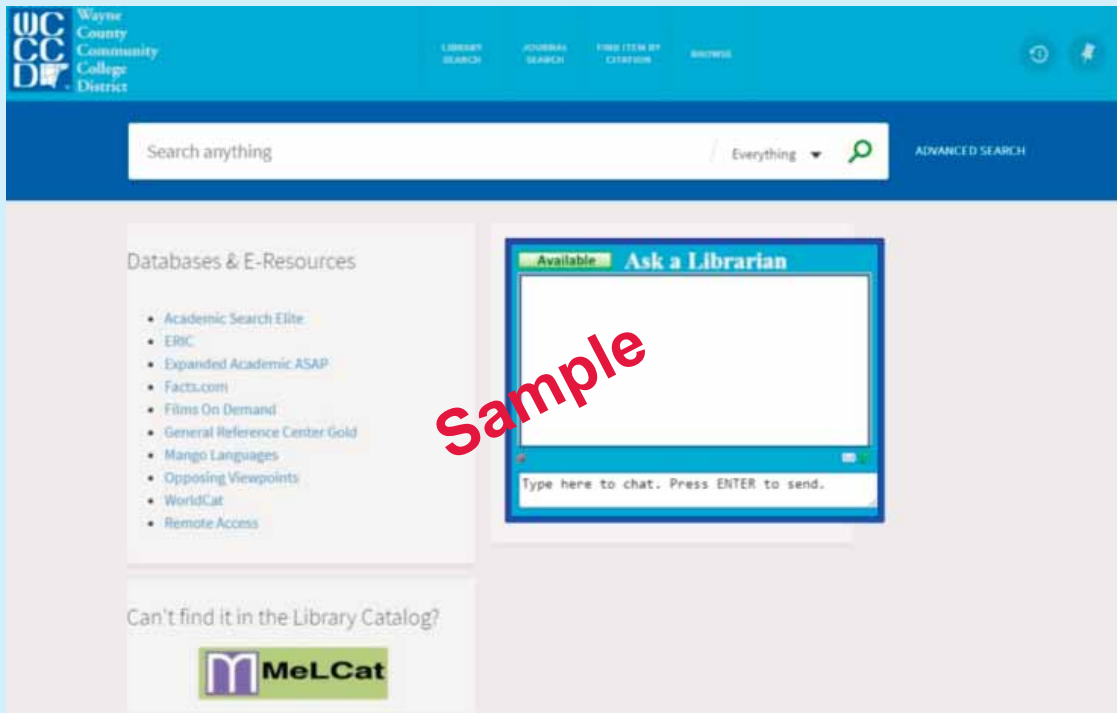 WC
CC
D
Wayne
County
Community
College
District
LIBRARY
SEARCH
JOURNAL
SEARCH
FIND ITEM BY
CITATION
BROWSE
Search anything
Everything
ADVANCED SEARCH
Databases & E-Resources
Academic Search Elite
ERIC
Expanded Academic ASAP
Facts.com
Films On Demand
General Reference Center Gold
Mango Languages
Opposing Viewpoints
WorldCat
Remote Access
Available Ask a Librarian
Sample
Type here to chat. Press ENTER to send.
Can't find it in the Library Catalog?
MeLCat